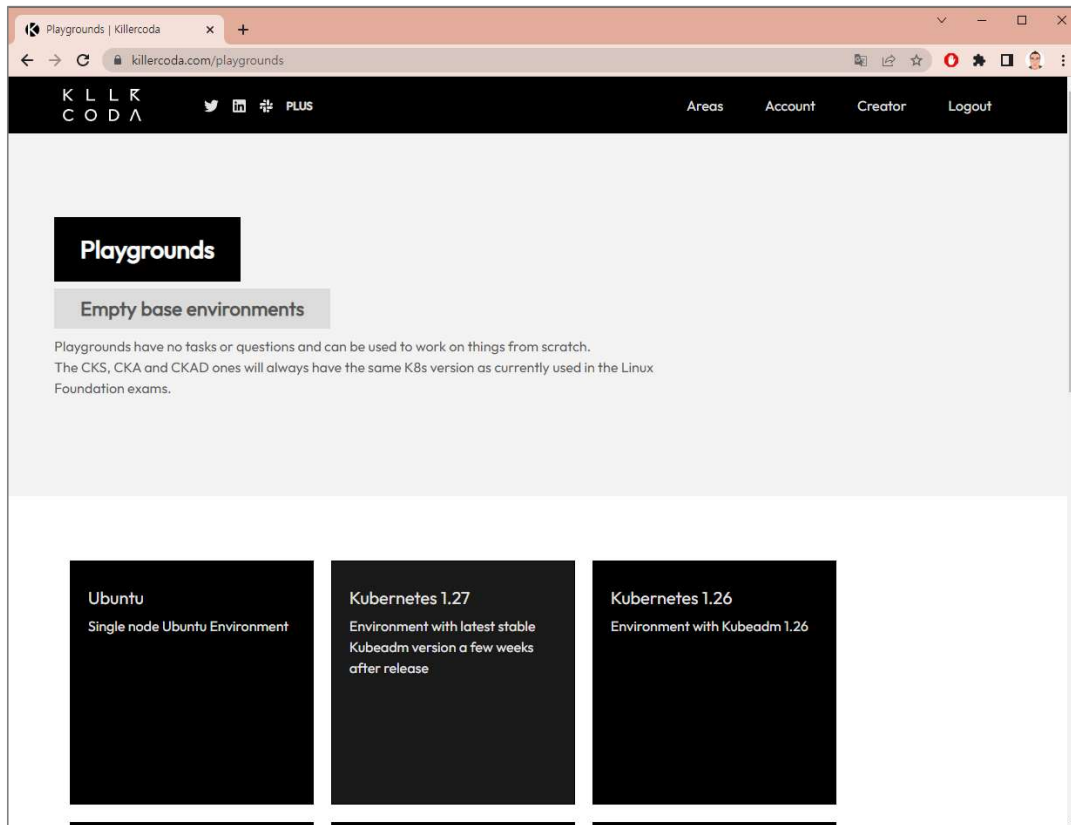 Playgrounds | Killercoda
killercoda.com/playgrounds
KLLR
CODA
PLUS
Areas
Account
Creator
Logout
Playgrounds
Empty base environments
Playgrounds have no tasks or questions and can be used to work on things from scratch.
The CKS, CKA and CKAD ones will always have the same K8s version as currently used in the Linux
Foundation exams.
Ubuntu
Single node Ubuntu Environment
Kubernetes 1.27
Environment with latest stable
Kubeadm version a few weeks
after release
Kubernetes 1.26
Environment with Kubeadm 1.26